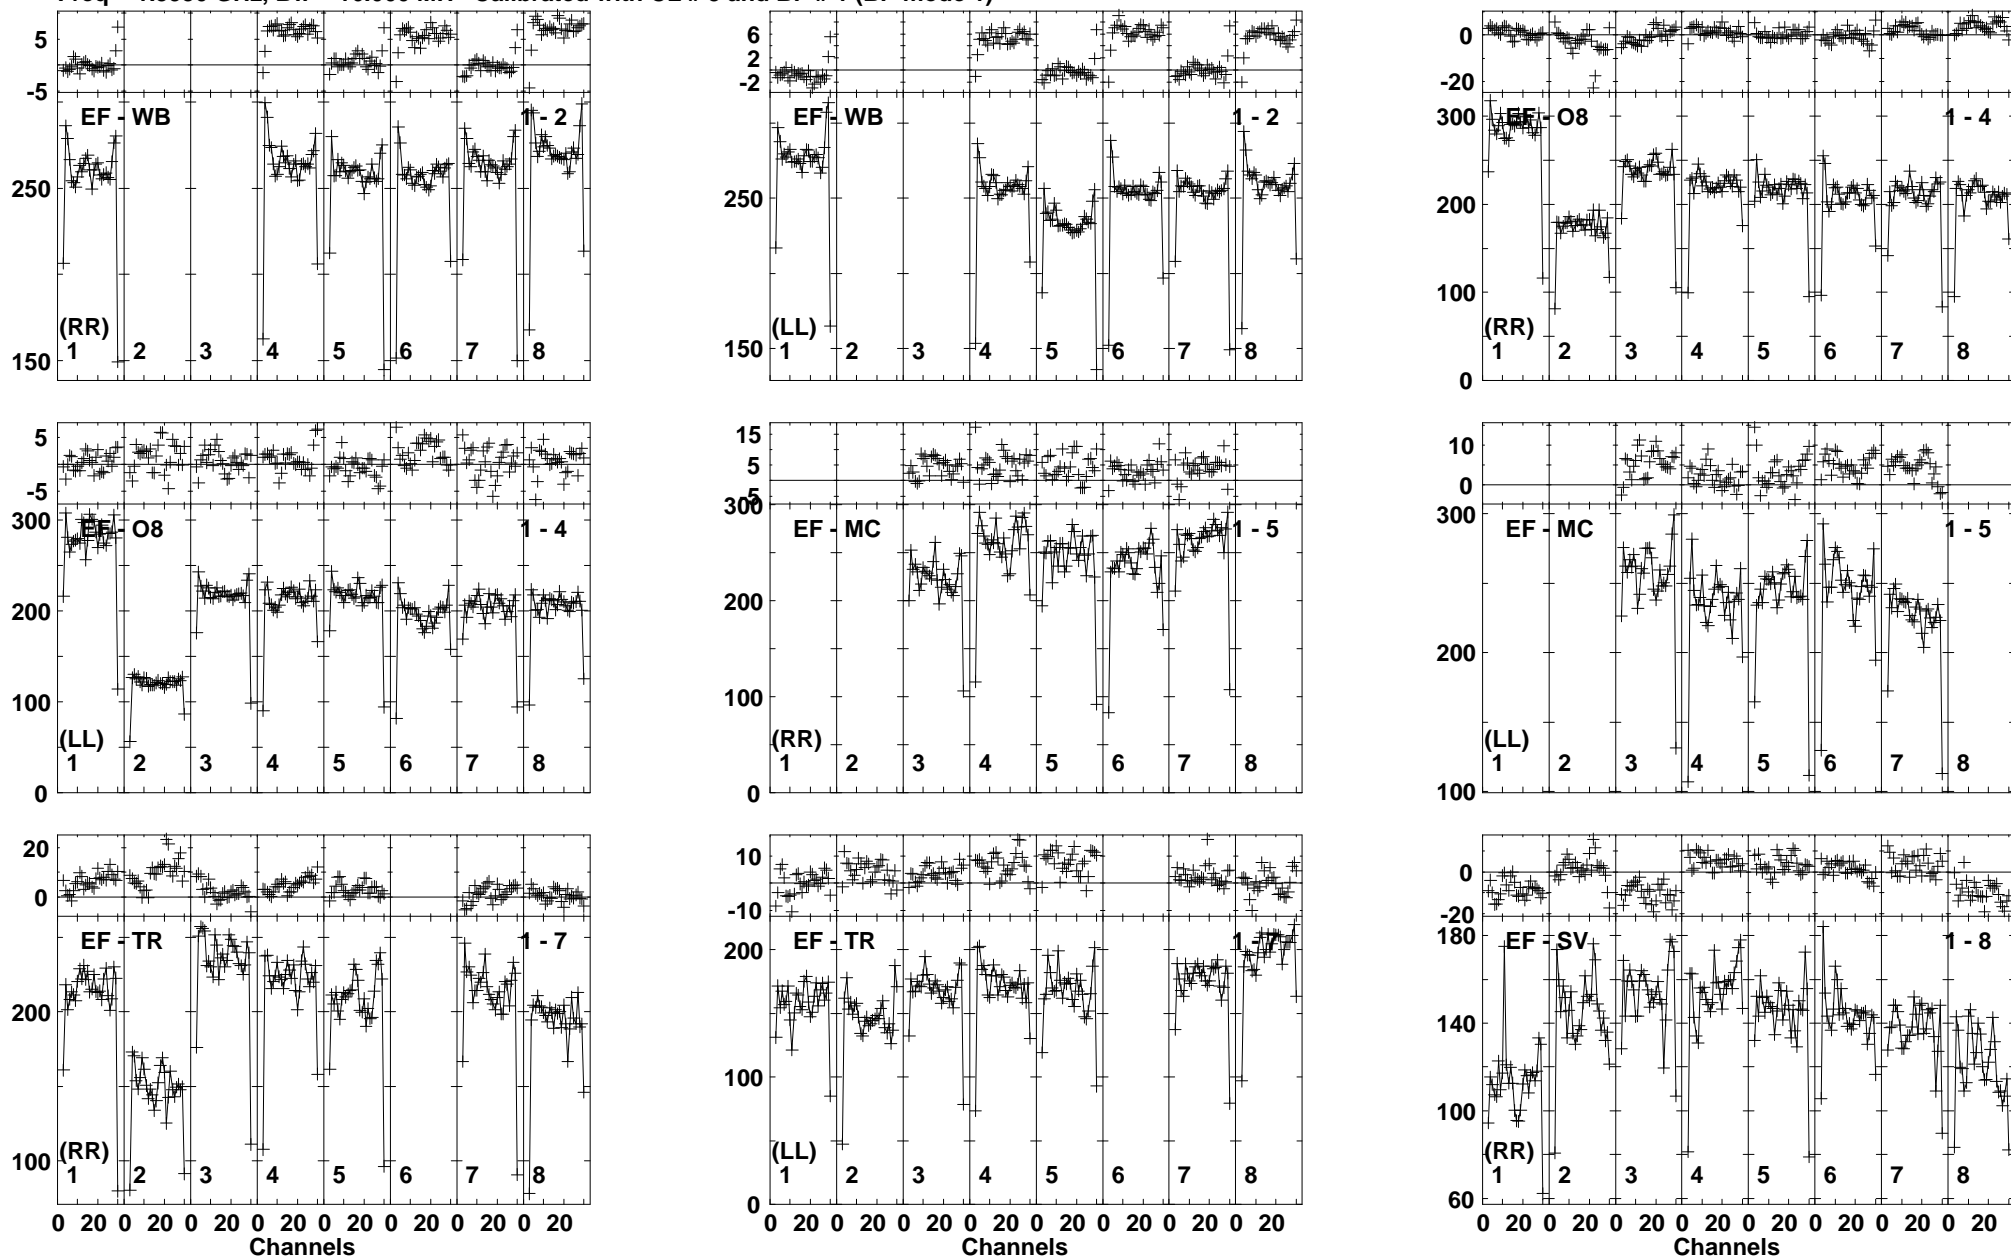 5 -5 EF - WB 1 - 2 250 150 (RR) 1 2 3 4 5 6 7 8
6 2 -2 EF - WB 1 - 2 250 150 (LL) 1 2 3 4 5 6 7 8
0 -20 EF - O8 1 - 4 300 200 100 0 (RR) 1 2 3 4 5 6 7 8
5 -5 EF - O8 1 - 4 300 200 100 0 (LL) 1 2 3 4 5 6 7 8
15 5 EF - MC 1 - 5 300 200 100 0 (RR) 1 2 3 4 5 6 7 8
10 0 EF - MC 1 - 5 300 200 100 (LL) 1 2 3 4 5 6 7 8
20 0 EF - TR 1 - 7 200 100 (RR) 1 2 3 4 5 6 7 8
10 -10 EF - TR 1 - 7 200 100 0 (LL) 1 2 3 4 5 6 7 8
0 -20 EF - SV 1 - 8 180 140 100 60 (RR) 1 2 3 4 5 6 7 8
0 20 0 20 0 20 0 20 0 20 0 20 0 20 0 20
Channels
0 20 0 20 0 20 0 20 0 20 0 20 0 20 0 20
Channels
0 20 0 20 0 20 0 20 0 20 0 20 0 20 0 20
Channels